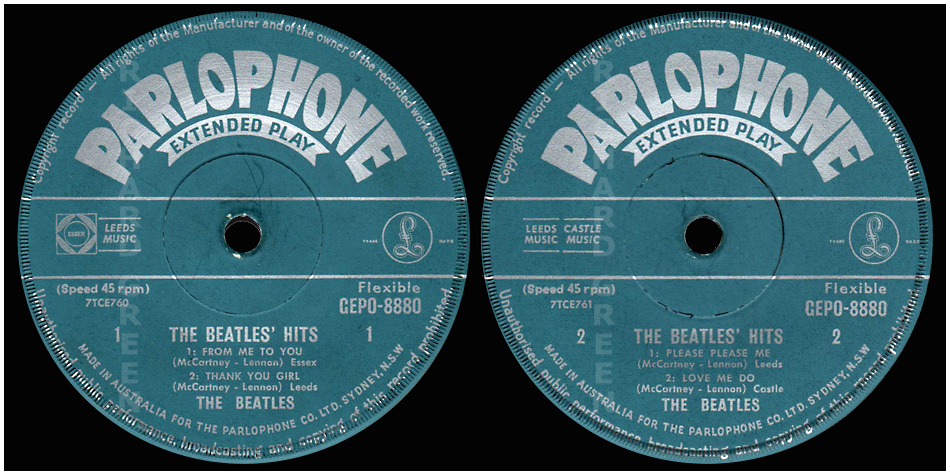 Copyright record — All rights of the Manufacturer and of the owner of the recorded work reserved.
PARLOPHONE
EXTENDED PLAY
ESSEX
LEEDS
MUSIC
TRADE
MARK
£
(Speed 45 rpm)
7TCE760
Flexible
GEPO-8880
1
THE BEATLES' HITS
1
1: FROM ME TO YOU
(McCartney - Lennon) Essex
2: THANK YOU GIRL
(McCartney - Lennon) Leeds
THE BEATLES
MADE IN AUSTRALIA FOR THE PARLOPHONE CO. LTD. SYDNEY, N.S.W
Unauthorised public performance, broadcasting and copying of this record prohibited
Copyright record — All rights of the Manufacturer and of the owner of the recorded work reserved.
PARLOPHONE
EXTENDED PLAY
LEEDS CASTLE
MUSIC MUSIC
TRADE
MARK
£
(Speed 45 rpm)
7TCE761
Flexible
GEPO-8880
2
THE BEATLES' HITS
2
1: PLEASE PLEASE ME
(McCartney - Lennon) Leeds
2: LOVE ME DO
(McCartney - Lennon) Castle
THE BEATLES
MADE IN AUSTRALIA FOR THE PARLOPHONE CO. LTD. SYDNEY, N.S.W
Unauthorised public performance, broadcasting and copying of this record prohibited